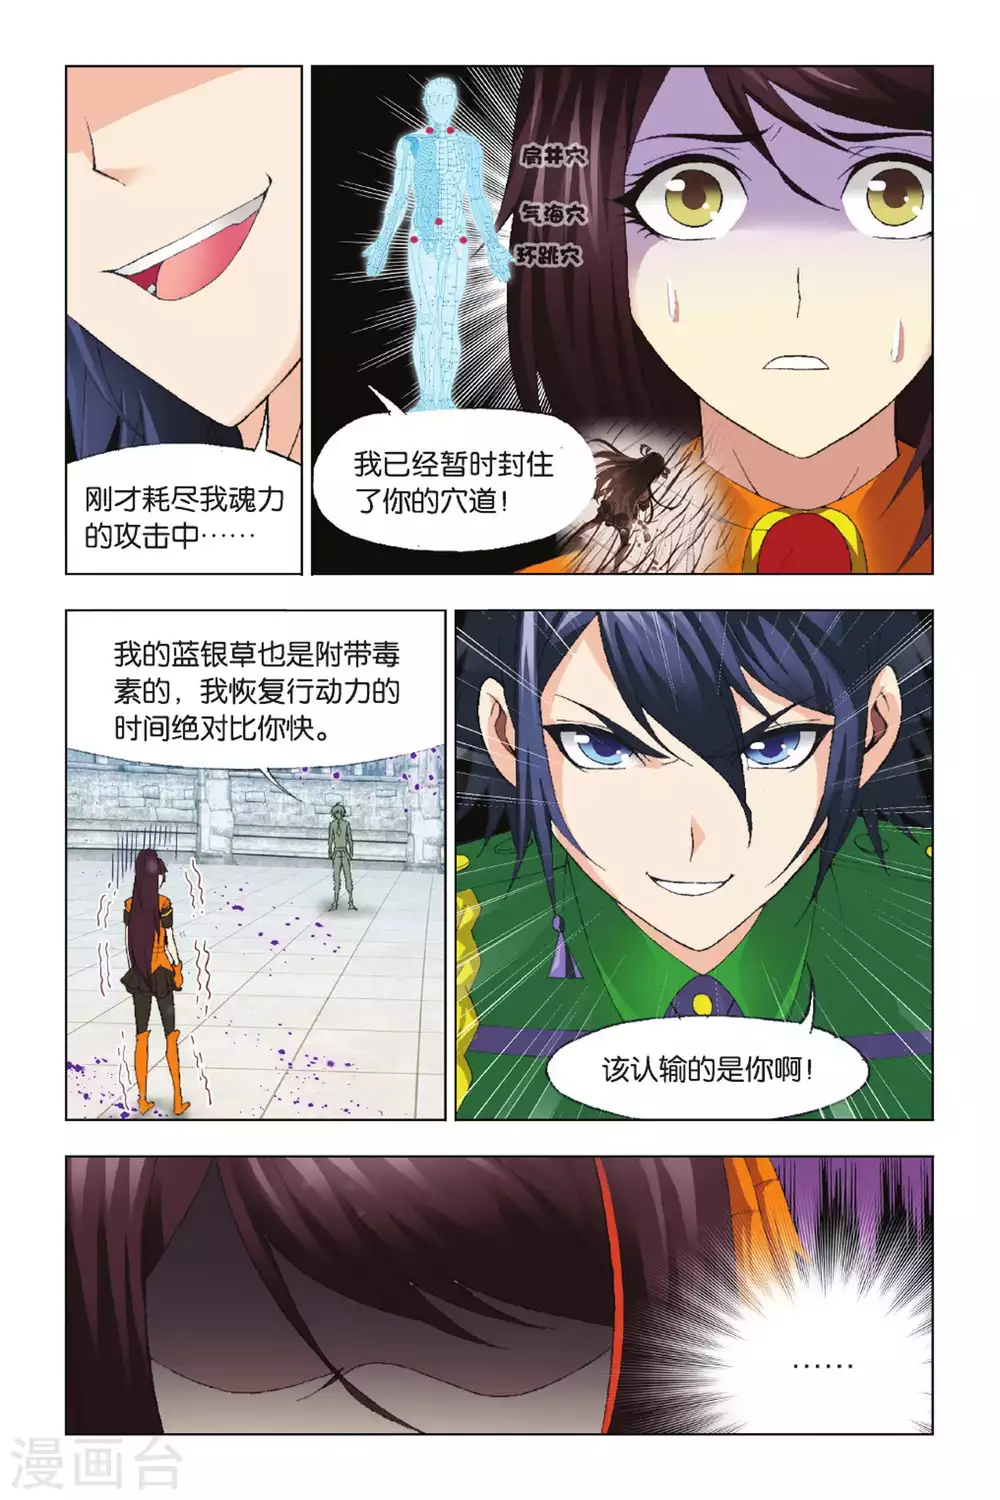 刚才耗尽我魂力
的攻击中……
肩井穴
气海穴
环跳穴
我已经暂时封住
了你的穴道！
我的蓝银草也是附带毒
素的，我恢复行动力的
时间绝对比你快。
该认输的是你啊！
……
漫画台